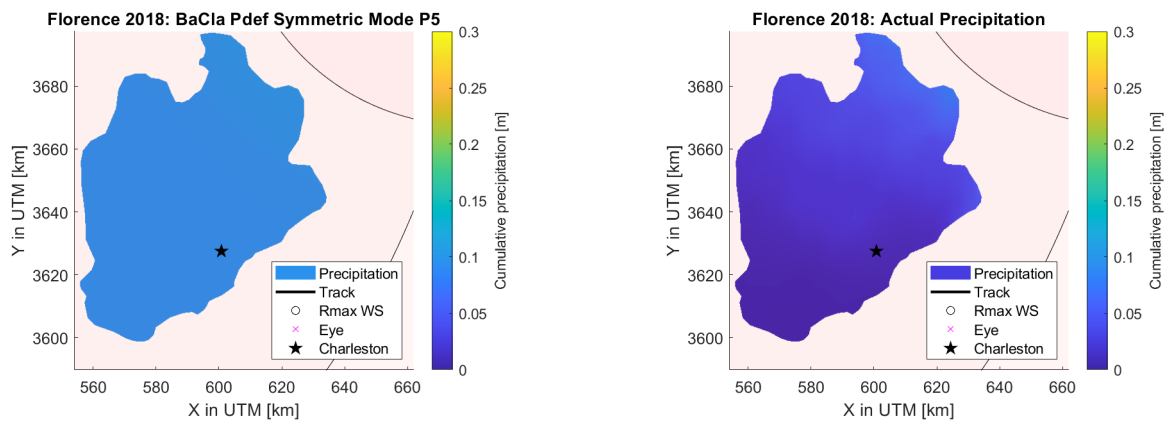 Florence 2018: BaCla Pdef Symmetric Mode P5
3680
3660
3640
3620
3600
Y in UTM [km]
560
580
600
620
640
660
X in UTM [km]
Precipitation
Track
Rmax WS
Eye
Charleston
0.3
0.25
0.2
0.15
0.1
0.05
0
Cumulative precipitation [m]
Florence 2018: Actual Precipitation
3680
3660
3640
3620
3600
Y in UTM [km]
560
580
600
620
640
660
X in UTM [km]
Precipitation
Track
Rmax WS
Eye
Charleston
0.3
0.25
0.2
0.15
0.1
0.05
0
Cumulative precipitation [m]